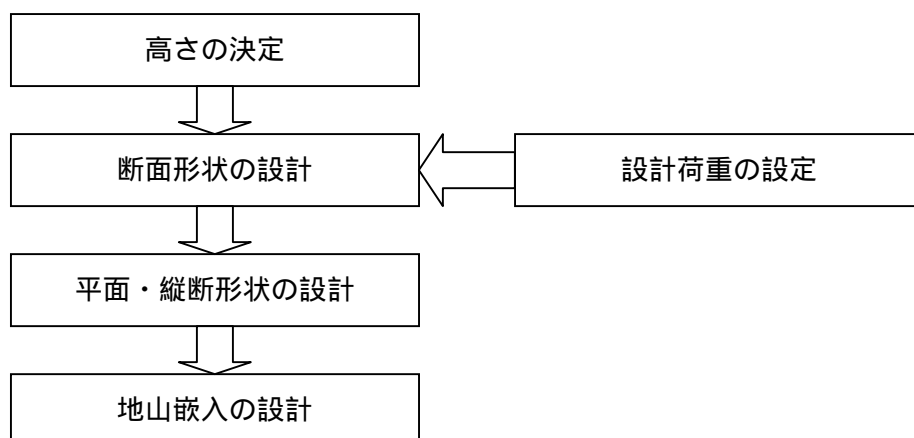 高さの決定
断面形状の設計
設計荷重の設定
平面・縦断形状の設計
地山嵌入の設計